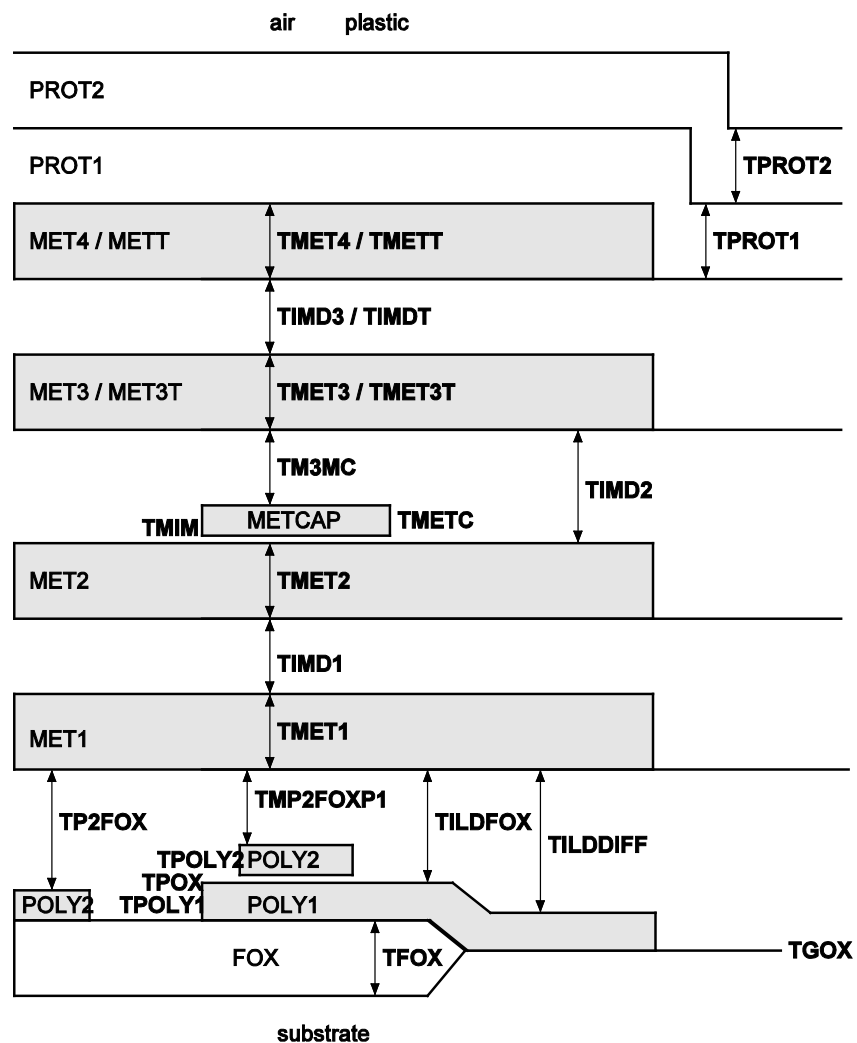 air plastic
PROT2
PROT1
TPROT2
MET4 / METT
TMET4 / TMETT
TPROT1
TIMD3 / TIMDT
MET3 / MET3T
TMET3 / TMET3T
TM3MC
TIMD2
TMIM
METCAP
TMETC
MET2
TMET2
TIMD1
MET1
TMET1
TP2FOX
TMP2FOXP1
TILDFOX
TILDDIFF
TPOLY2
POLY2
TPOX
POLY2
TPOLY1
POLY1
FOX
TFOX
TGOX
substrate